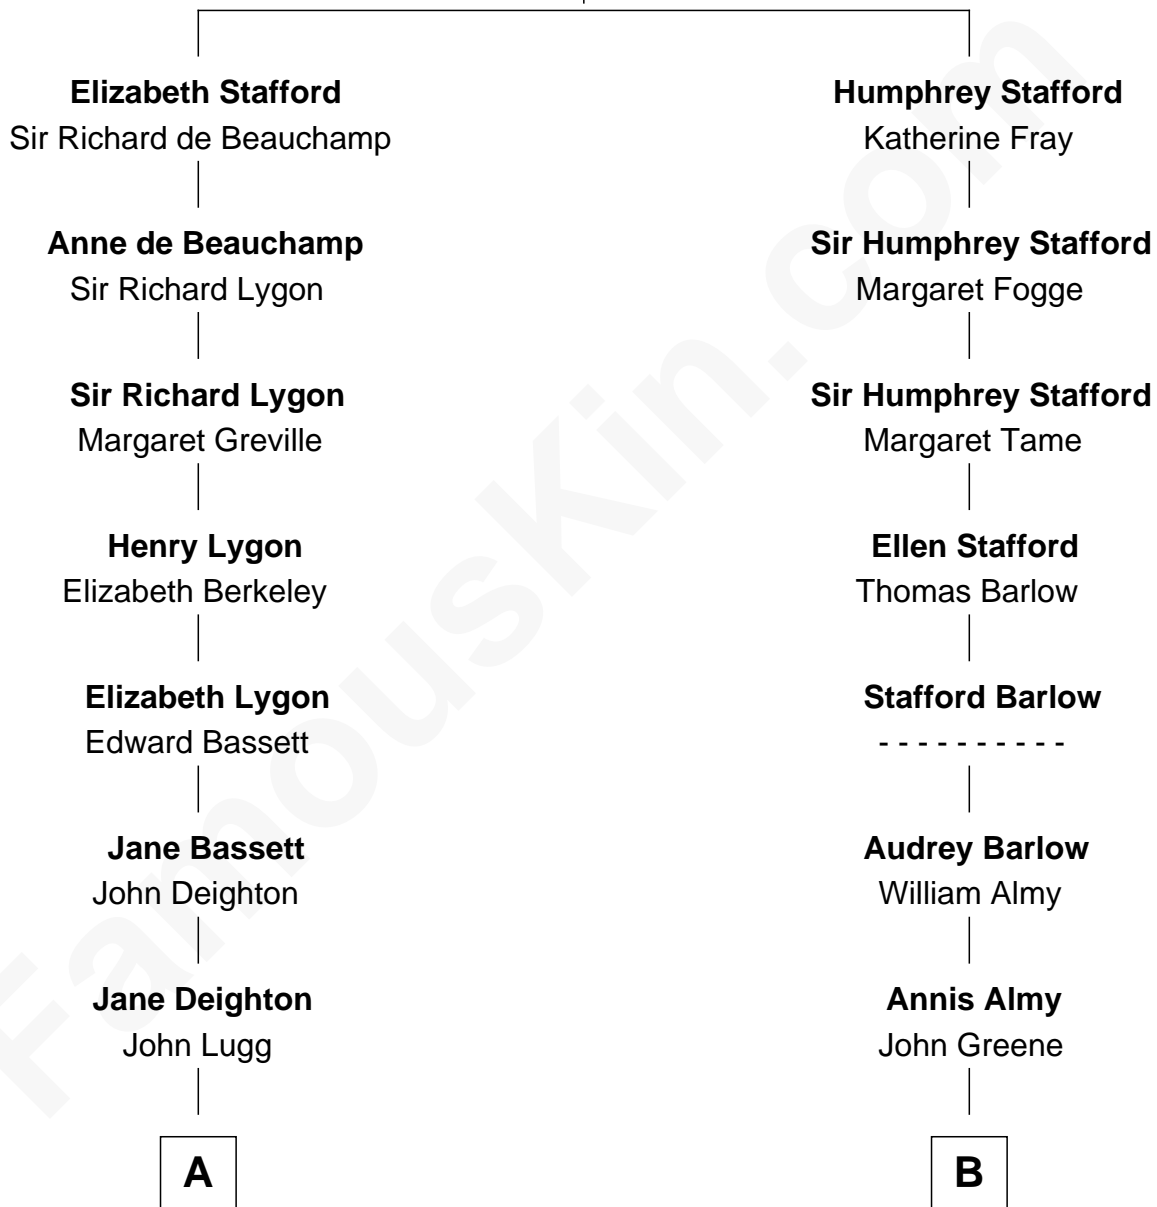 Elizabeth Stafford
Sir Richard de Beauchamp
Anne de Beauchamp
Sir Richard Lygon
Sir Richard Lygon
Margaret Greville
Henry Lygon
Elizabeth Berkeley
Elizabeth Lygon
Edward Bassett
Jane Bassett
John Deighton
Jane Deighton
John Lugg
A
Humphrey Stafford
Katherine Fray
Sir Humphrey Stafford
Margaret Fogge
Sir Humphrey Stafford
Margaret Tame
Ellen Stafford
Thomas Barlow
Stafford Barlow
- - - - - - - - - -
Audrey Barlow
William Almy
Annis Almy
John Greene
B
FamousKin.com